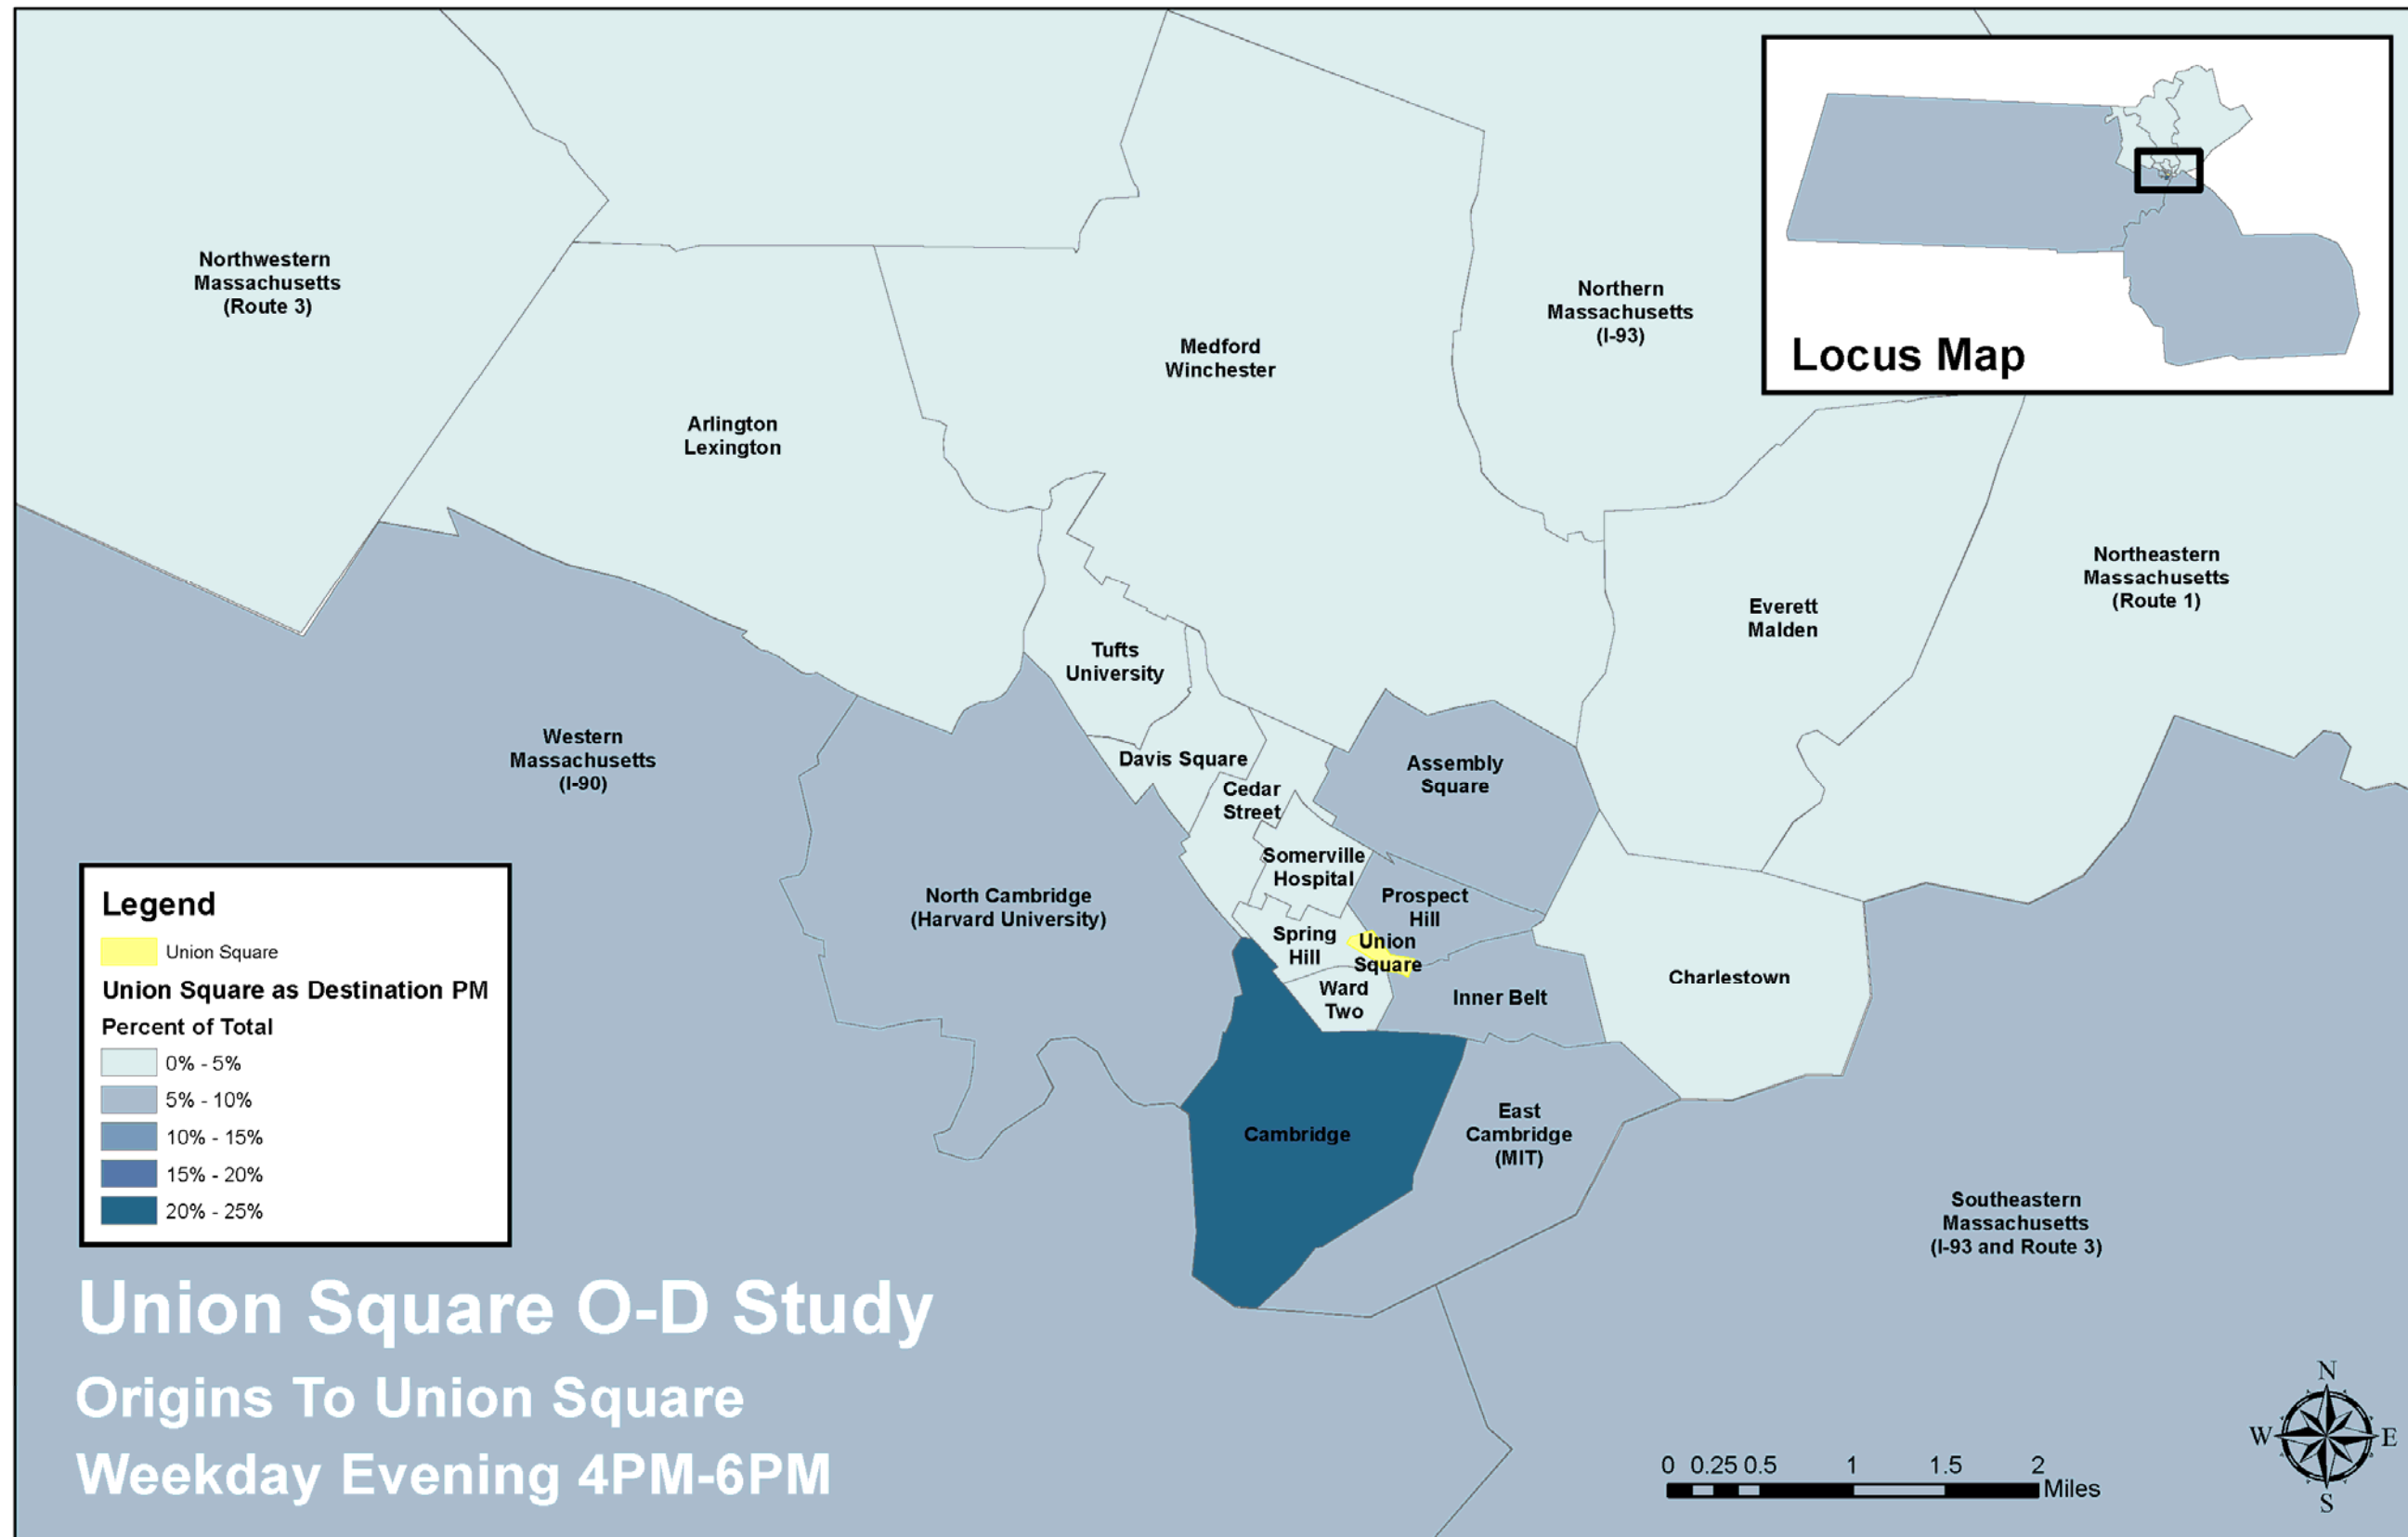 Northwestern
Massachusetts
(Route 3)
Arlington
Lexington
Medford
Winchester
Northern
Massachusetts
(I-93)
Locus Map
Northeastern
Massachusetts
(Route 1)
Everett
Malden
Tufts
University
Western
Massachusetts
(I-90)
Davis Square
Assembly
Square
Cedar
Street
Somerville
Hospital
North Cambridge
(Harvard University)
Prospect
Hill
Spring
Hill
Union
Square
Ward
Two
Inner Belt
Charlestown
Cambridge
East
Cambridge
(MIT)
Southeastern
Massachusetts
(I-93 and Route 3)
Legend
Union Square
Union Square as Destination PM
Percent of Total
0% - 5%
5% - 10%
10% - 15%
15% - 20%
20% - 25%
Union Square O-D Study
Origins To Union Square
Weekday Evening 4PM-6PM
0 0.25 0.5 1 1.5 2
Miles
N
W E
S